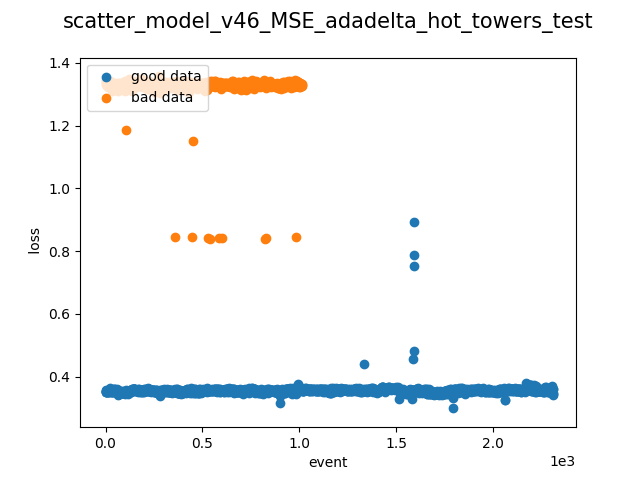 scatter_model_v46_MSE_adadelta_hot_towers_test
good data
bad data
1.4
1.2
1.0
0.8
0.6
0.4
loss
0.0
0.5
1.0
1.5
2.0
event
1e3